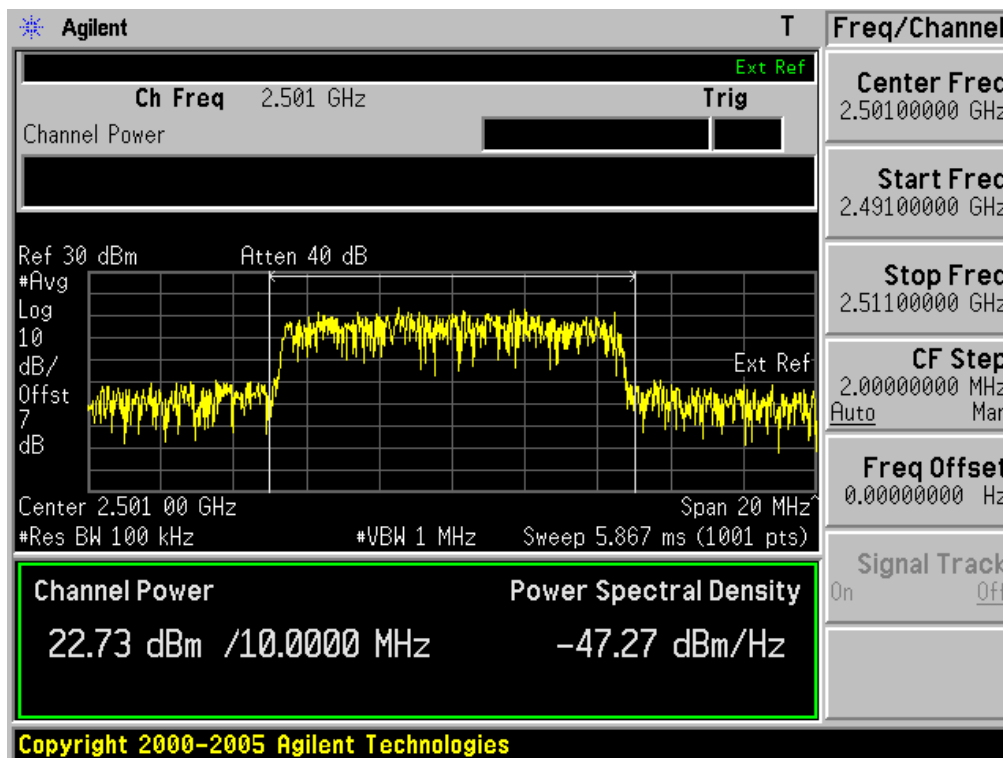 Agilent T
Freq/Channel
Ext Ref
Ch Freq 2.501 GHz Trig
Channel Power
Center Freq
2.50100000 GHz
Start Freq
2.49100000 GHz
Stop Freq
2.51100000 GHz
CF Step
2.00000000 MHz
Auto Man
Freq Offset
0.00000000 Hz
Signal Track
On Off
Ref 30 dBm Atten 40 dB
#Avg
Log
10
dB/
Offst
7
dB
Ext Ref
Center 2.501 00 GHz Span 20 MHz^
#Res BW 100 kHz #VBW 1 MHz Sweep 5.867 ms (1001 pts)
Channel Power Power Spectral Density
22.73 dBm /10.0000 MHz -47.27 dBm/Hz
Copyright 2000-2005 Agilent Technologies